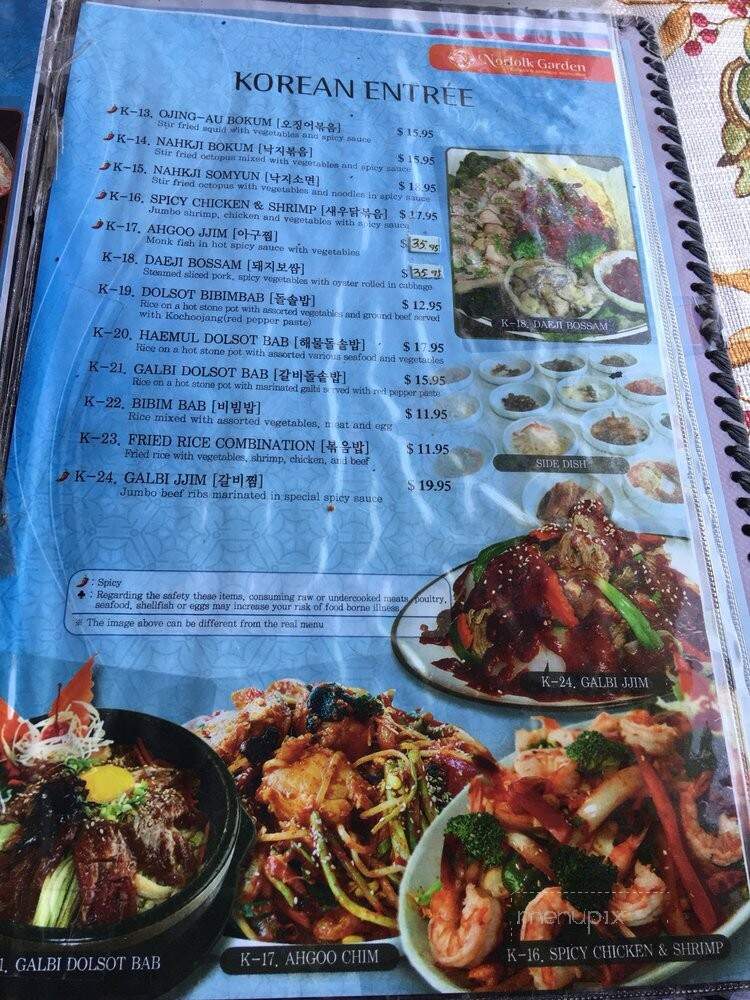 Norfolk Garden
KOREAN ENTRÉE
K-13. OJING-AU BOKUM [오징어볶음]
Stir fried squid with vegetables and spicy sauce
$ 15.95
K-14. NAHKJI BOKUM [낙지볶음]
Stir fried octopus mixed with vegetables and spicy sauce
$ 15.95
K-15. NAHKJI SOMYUN [낙지소면]
Stir fried octopus with vegetables and noodles in spicy sauce
$ 18.95
K-16. SPICY CHICKEN & SHRIMP [새우닭볶음]
Jumbo shrimp, chicken and vegetables with spicy sauce
$ 17.95
K-17. AHGOO JJIM [아구찜]
Monk fish in hot spicy sauce with vegetables
$ 35.95
K-18. DAEJI BOSSAM [돼지보쌈]
Steamed sliced pork, spicy vegetables with oyster rolled in cabbage
$ 35.95
K-19. DOLSOT BIBIMBAB [돌솥밥]
Rice on a hot stone pot with assorted vegetables and ground beef served
with Kochoojang(red pepper paste)
$ 12.95
K-20. HAEMUL DOLSOT BAB [해물돌솥밥]
Rice on a hot stone pot with assorted various seafood and vegetables
$ 17.95
K-21. GALBI DOLSOT BAB [갈비돌솥밥]
Rice on a hot stone pot with marinated galbi served with red pepper paste
$ 15.95
K-22. BIBIM BAB [비빔밥]
Rice mixed with assorted vegetables, meat and egg
$ 11.95
K-23. FRIED RICE COMBINATION [볶음밥]
Fried rice with vegetables, shrimp, chicken, and beef
$ 11.95
K-24. GALBI JJIM [갈비찜]
Jumbo beef ribs marinated in special spicy sauce
$ 19.95
K-18. DAEJI BOSSAM
SIDE DISH
: Spicy
♣ : Regarding the safety these items, consuming raw or undercooked meats, poultry,
seafood, shellfish or eggs may increase your risk of food borne illness
※ The image above can be different from the real menu
K-24. GALBI JJIM
1. GALBI DOLSOT BAB
K-17. AHGOO CHIM
K-16. SPICY CHICKEN & SHRIMP
menupix